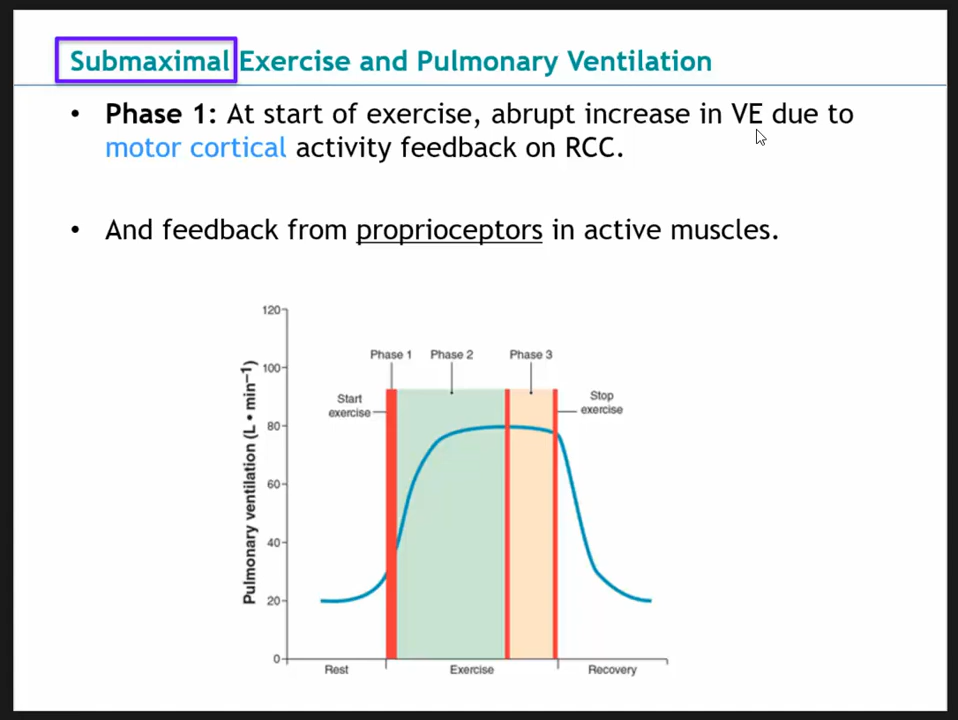 Submaximal Exercise and Pulmonary Ventilation
• Phase 1: At start of exercise, abrupt increase in VE due to
motor cortical activity feedback on RCC.
• And feedback from proprioceptors in active muscles.
120
100
80
60
40
20
0
Pulmonary ventilation (L • min–1)
Phase 1
Phase 2
Phase 3
Start
exercise
Stop
exercise
Rest
Exercise
Recovery